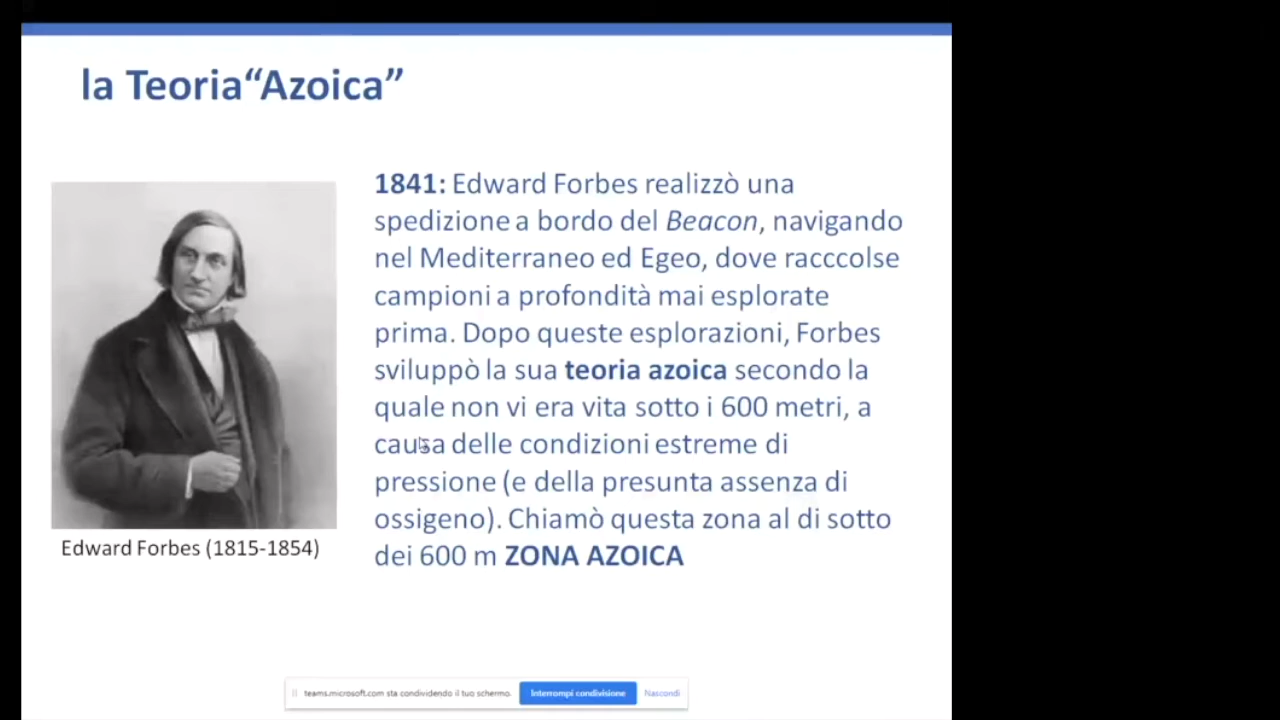 la Teoria“Azoica”
1841: Edward Forbes realizzò una
spedizione a bordo del Beacon, navigando
nel Mediterraneo ed Egeo, dove racccolse
campioni a profondità mai esplorate
prima. Dopo queste esplorazioni, Forbes
sviluppò la sua teoria azoica secondo la
quale non vi era vita sotto i 600 metri, a
causa delle condizioni estreme di
pressione (e della presunta assenza di
ossigeno). Chiamò questa zona al di sotto
dei 600 m ZONA AZOICA
Edward Forbes (1815-1854)
teams.microsoft.com sta condividendo il tuo schermo. Interrompi condivisione Nascondi